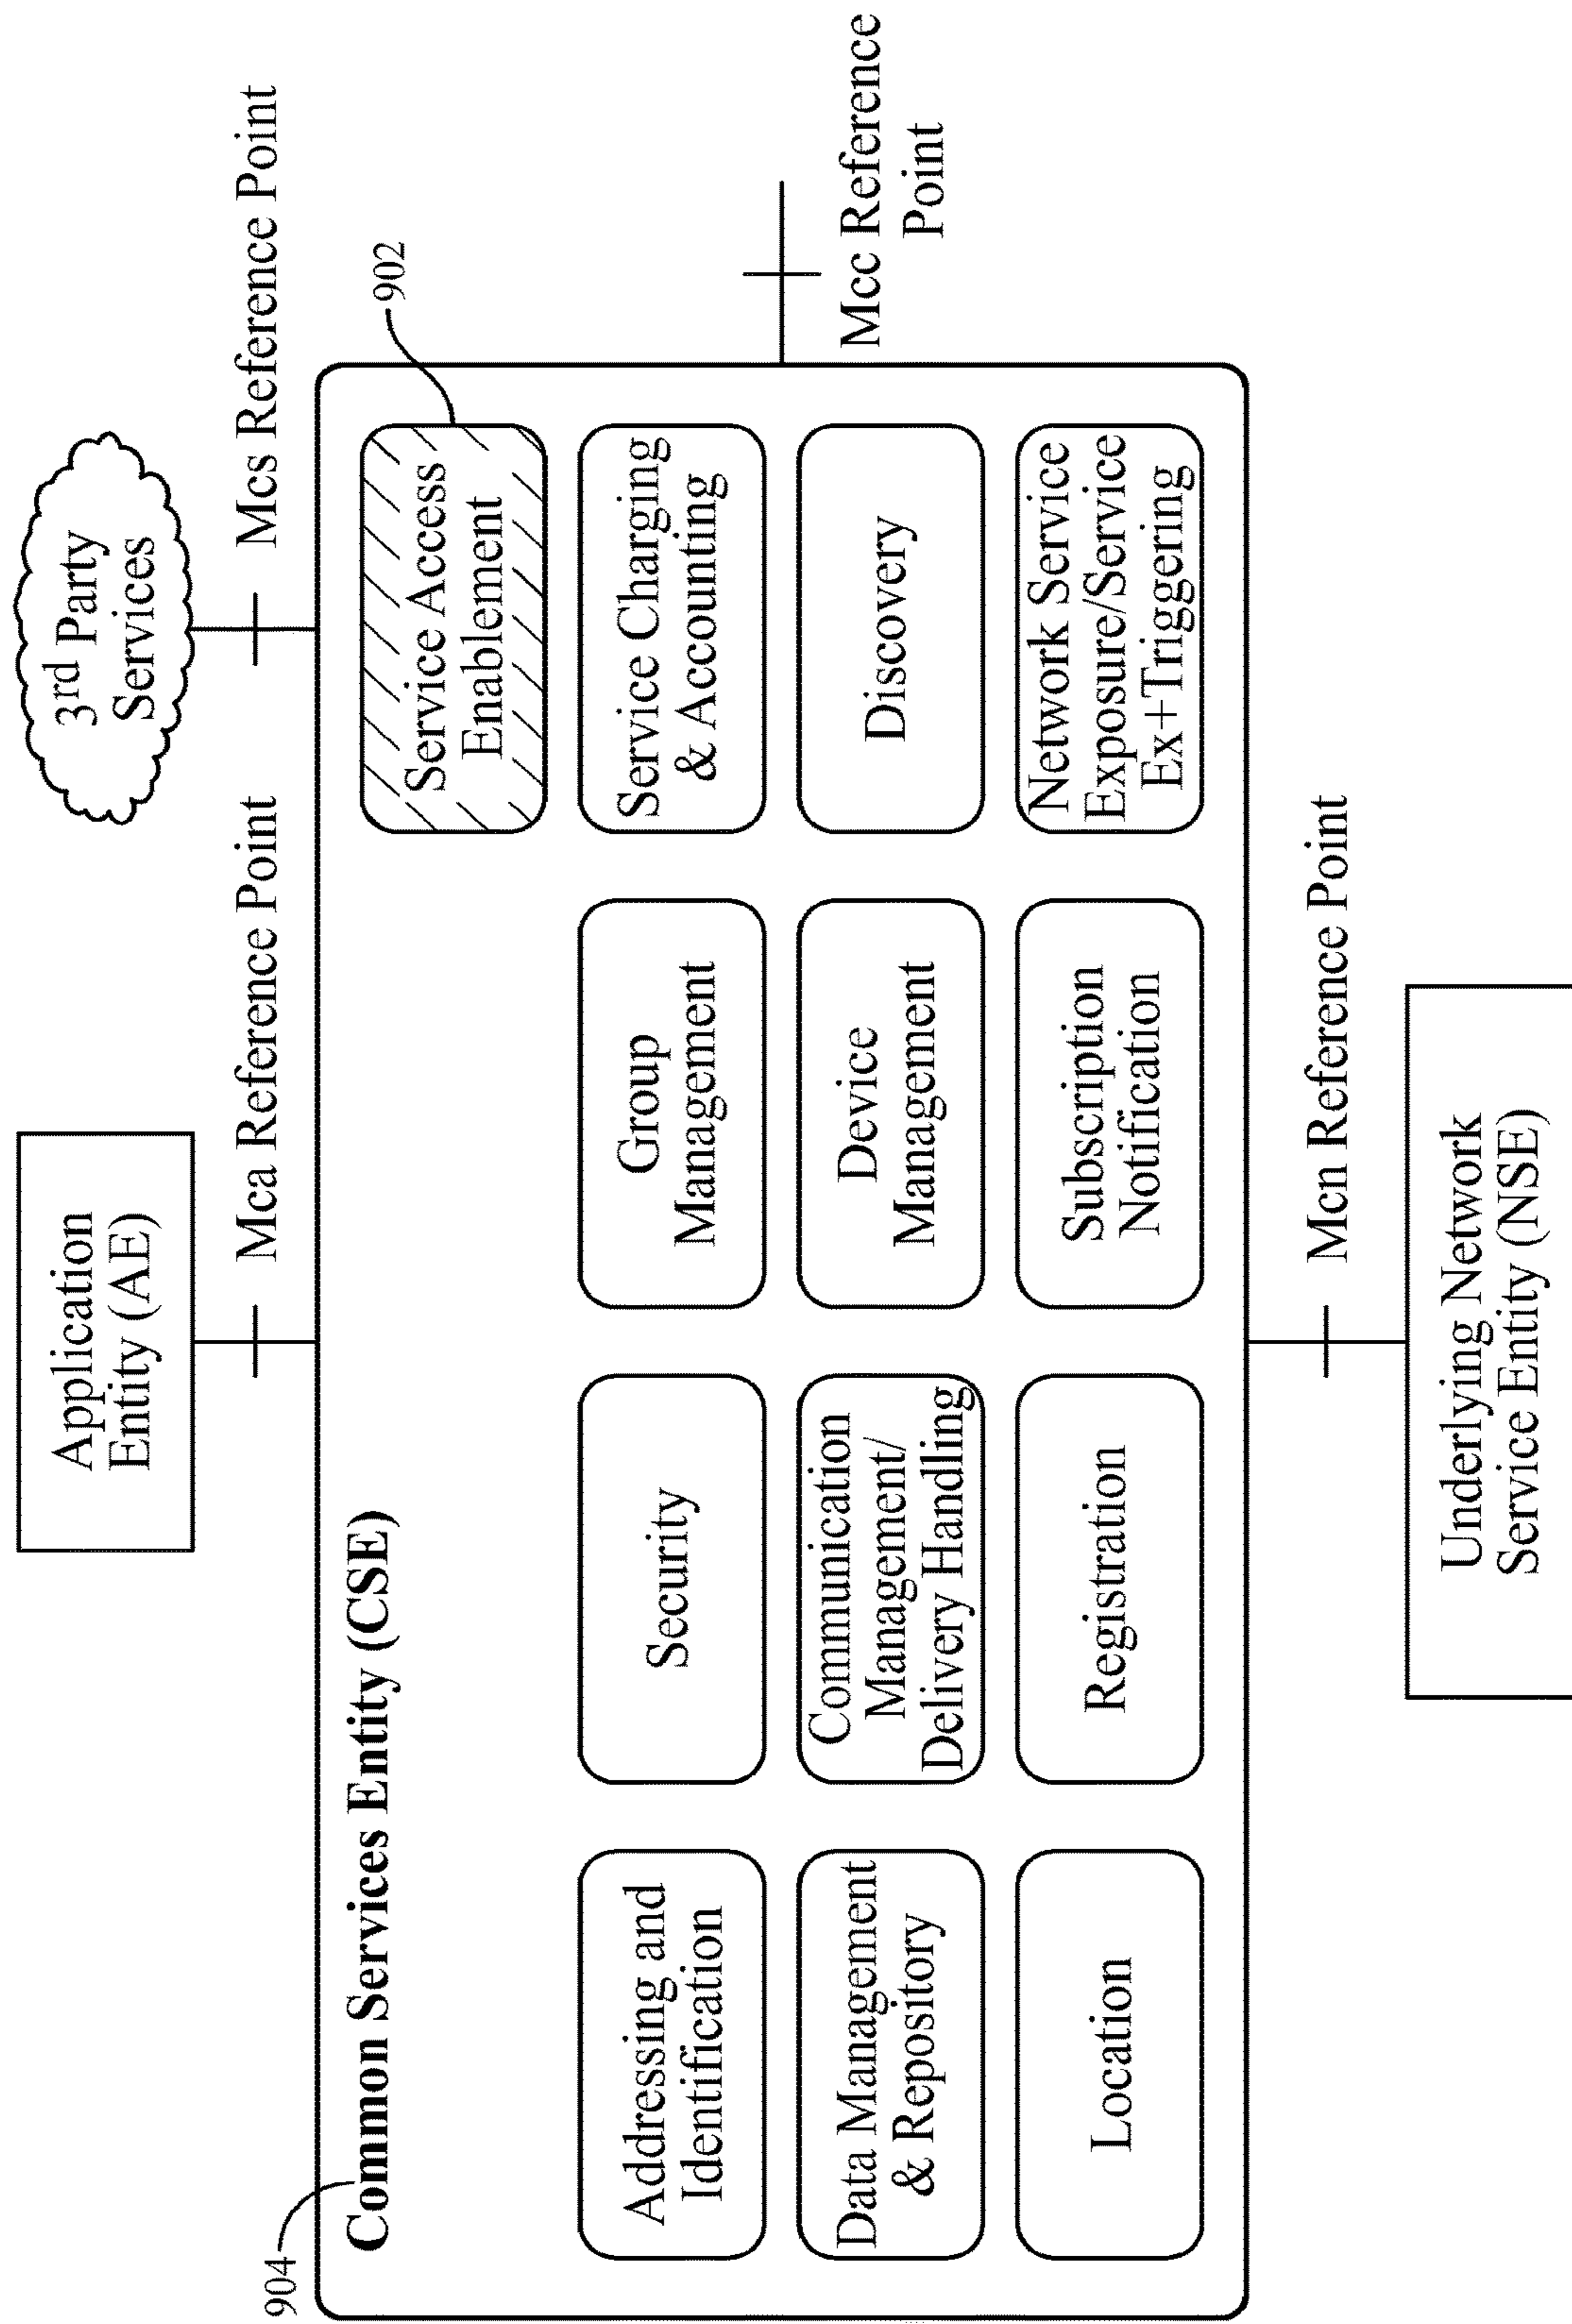 Application
Entity (AE)
3rd Party
Services
Mca Reference Point
Mcs Reference Point
904
Common Services Entity (CSE)
902
Service Access
Enablement
Addressing and
Identification
Security
Group
Management
Service Charging
& Accounting
Data Management
& Repository
Communication
Management/
Delivery Handling
Device
Management
Discovery
Location
Registration
Subscription
Notification
Network Service
Exposure/Service
Ex+Triggering
Mcc Reference
Point
Mcn Reference Point
Underlying Network
Service Entity (NSE)